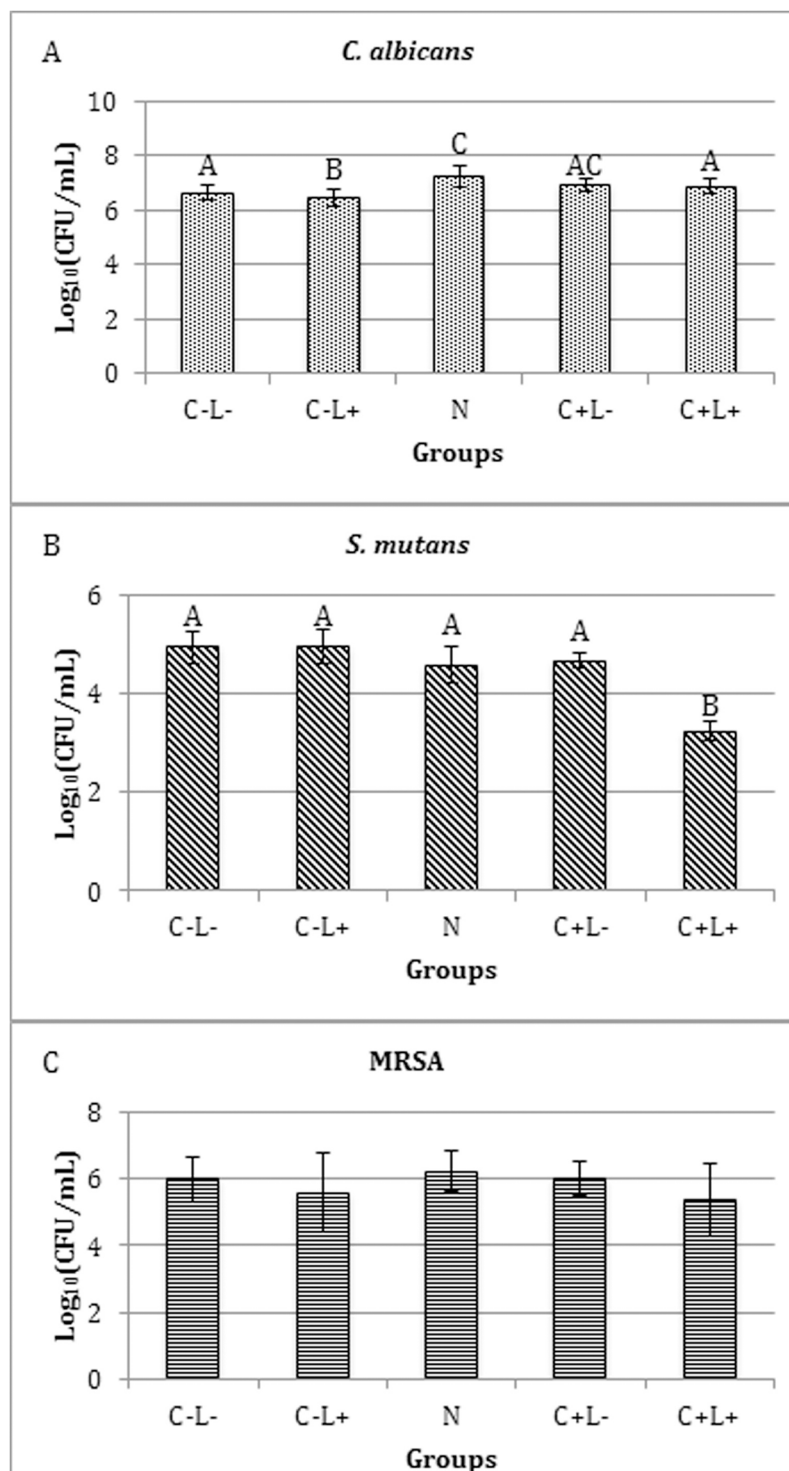 A
C. albicans
10
8
6
4
2
0
Log₁₀(CFU/mL)
A
B
C
AC
A
C-L-
C-L+
N
C+L-
C+L+
Groups
B
S. mutans
6
4
2
0
Log₁₀(CFU/mL)
A
A
A
A
B
C-L-
C-L+
N
C+L-
C+L+
Groups
C
MRSA
8
6
4
2
0
Log₁₀(CFU/mL)
C-L-
C-L+
N
C+L-
C+L+
Groups